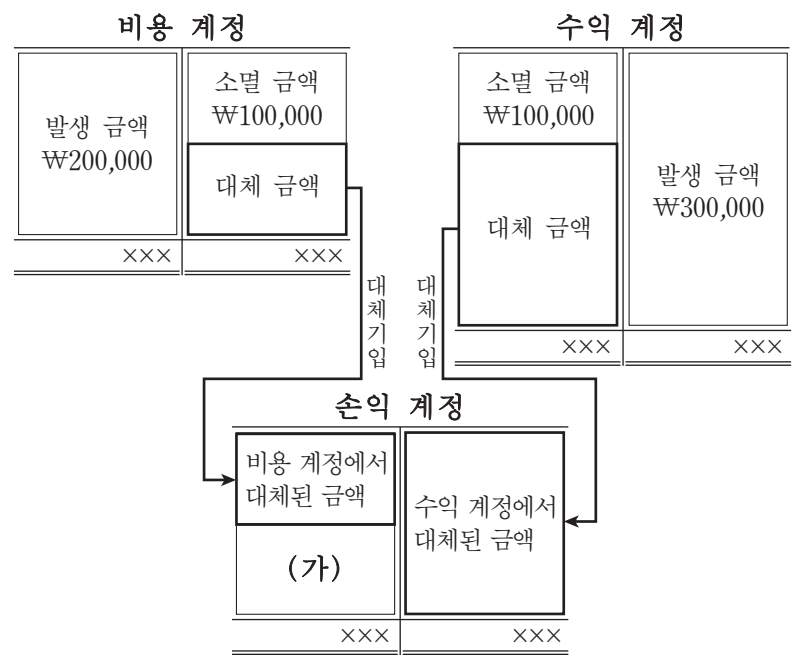 비용 계정
발생 금액
₩200,000
소멸 금액
₩100,000
대체 금액
××× ×××
수익 계정
소멸 금액
₩100,000
대체 금액
발생 금액
₩300,000
××× ×××
대체기입
대체기입
손익 계정
비용 계정에서
대체된 금액
(가)
수익 계정에서
대체된 금액
××× ×××